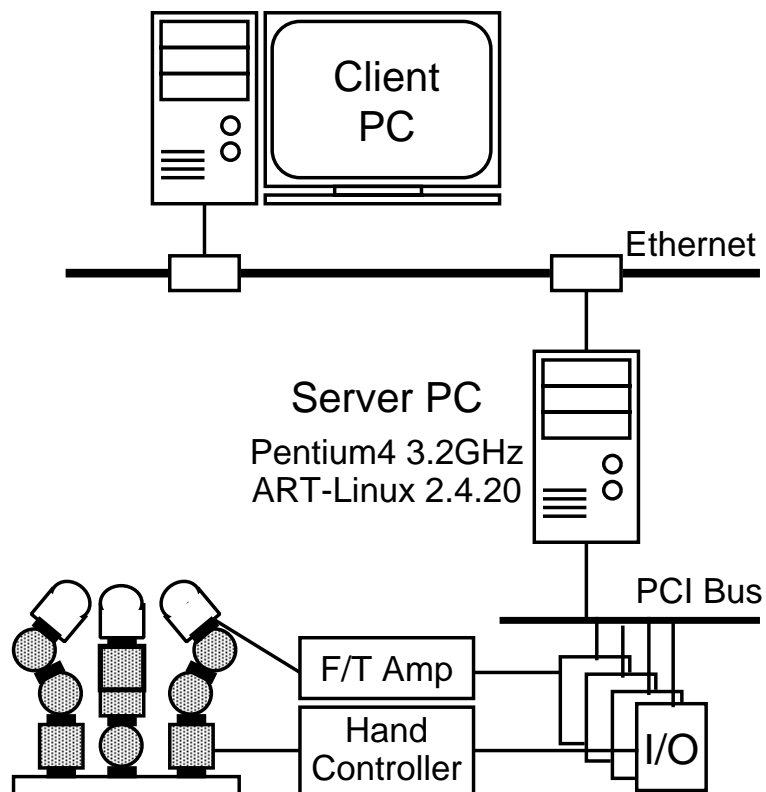 Client
PC
Ethernet
Server PC
Pentium4 3.2GHz
ART-Linux 2.4.20
PCI Bus
F/T Amp
Hand
Controller
I/O